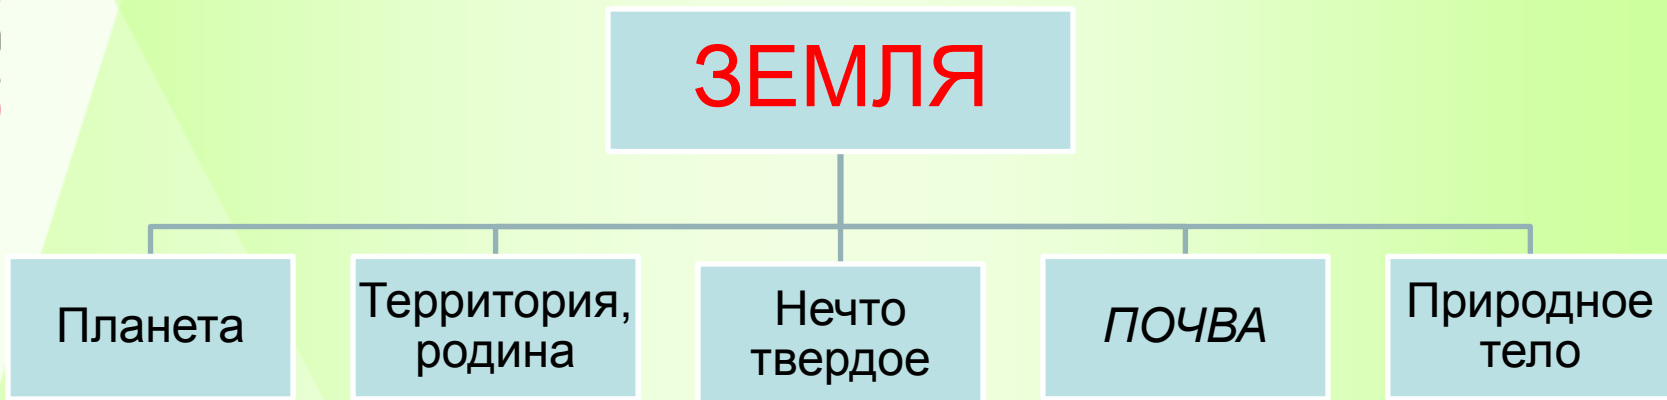 ЗЕМЛЯ
Планета
Территория,
родина
Нечто
твердое
ПОЧВА
Природное
тело